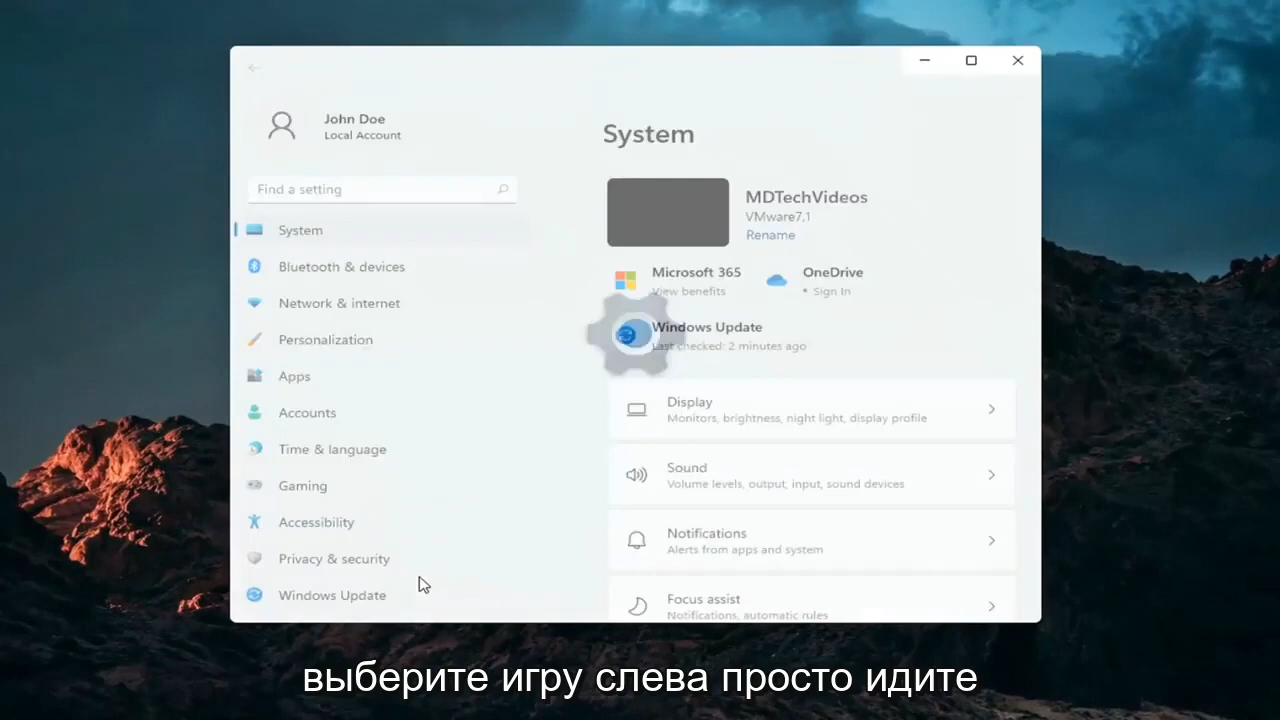 John Doe
Local Account
Find a setting
System
Bluetooth & devices
Network & internet
Personalization
Apps
Accounts
Time & language
Gaming
Accessibility
Privacy & security
Windows Update
System
MDTechVideos
VMware7,1
Rename
Microsoft 365
View benefits
OneDrive
• Sign In
Windows Update
Last checked: 2 minutes ago
Display
Monitors, brightness, night light, display profile
Sound
Volume levels, output, input, sound devices
Notifications
Alerts from apps and system
Focus assist
Notifications, automatic rules
выберите игру слева просто идите